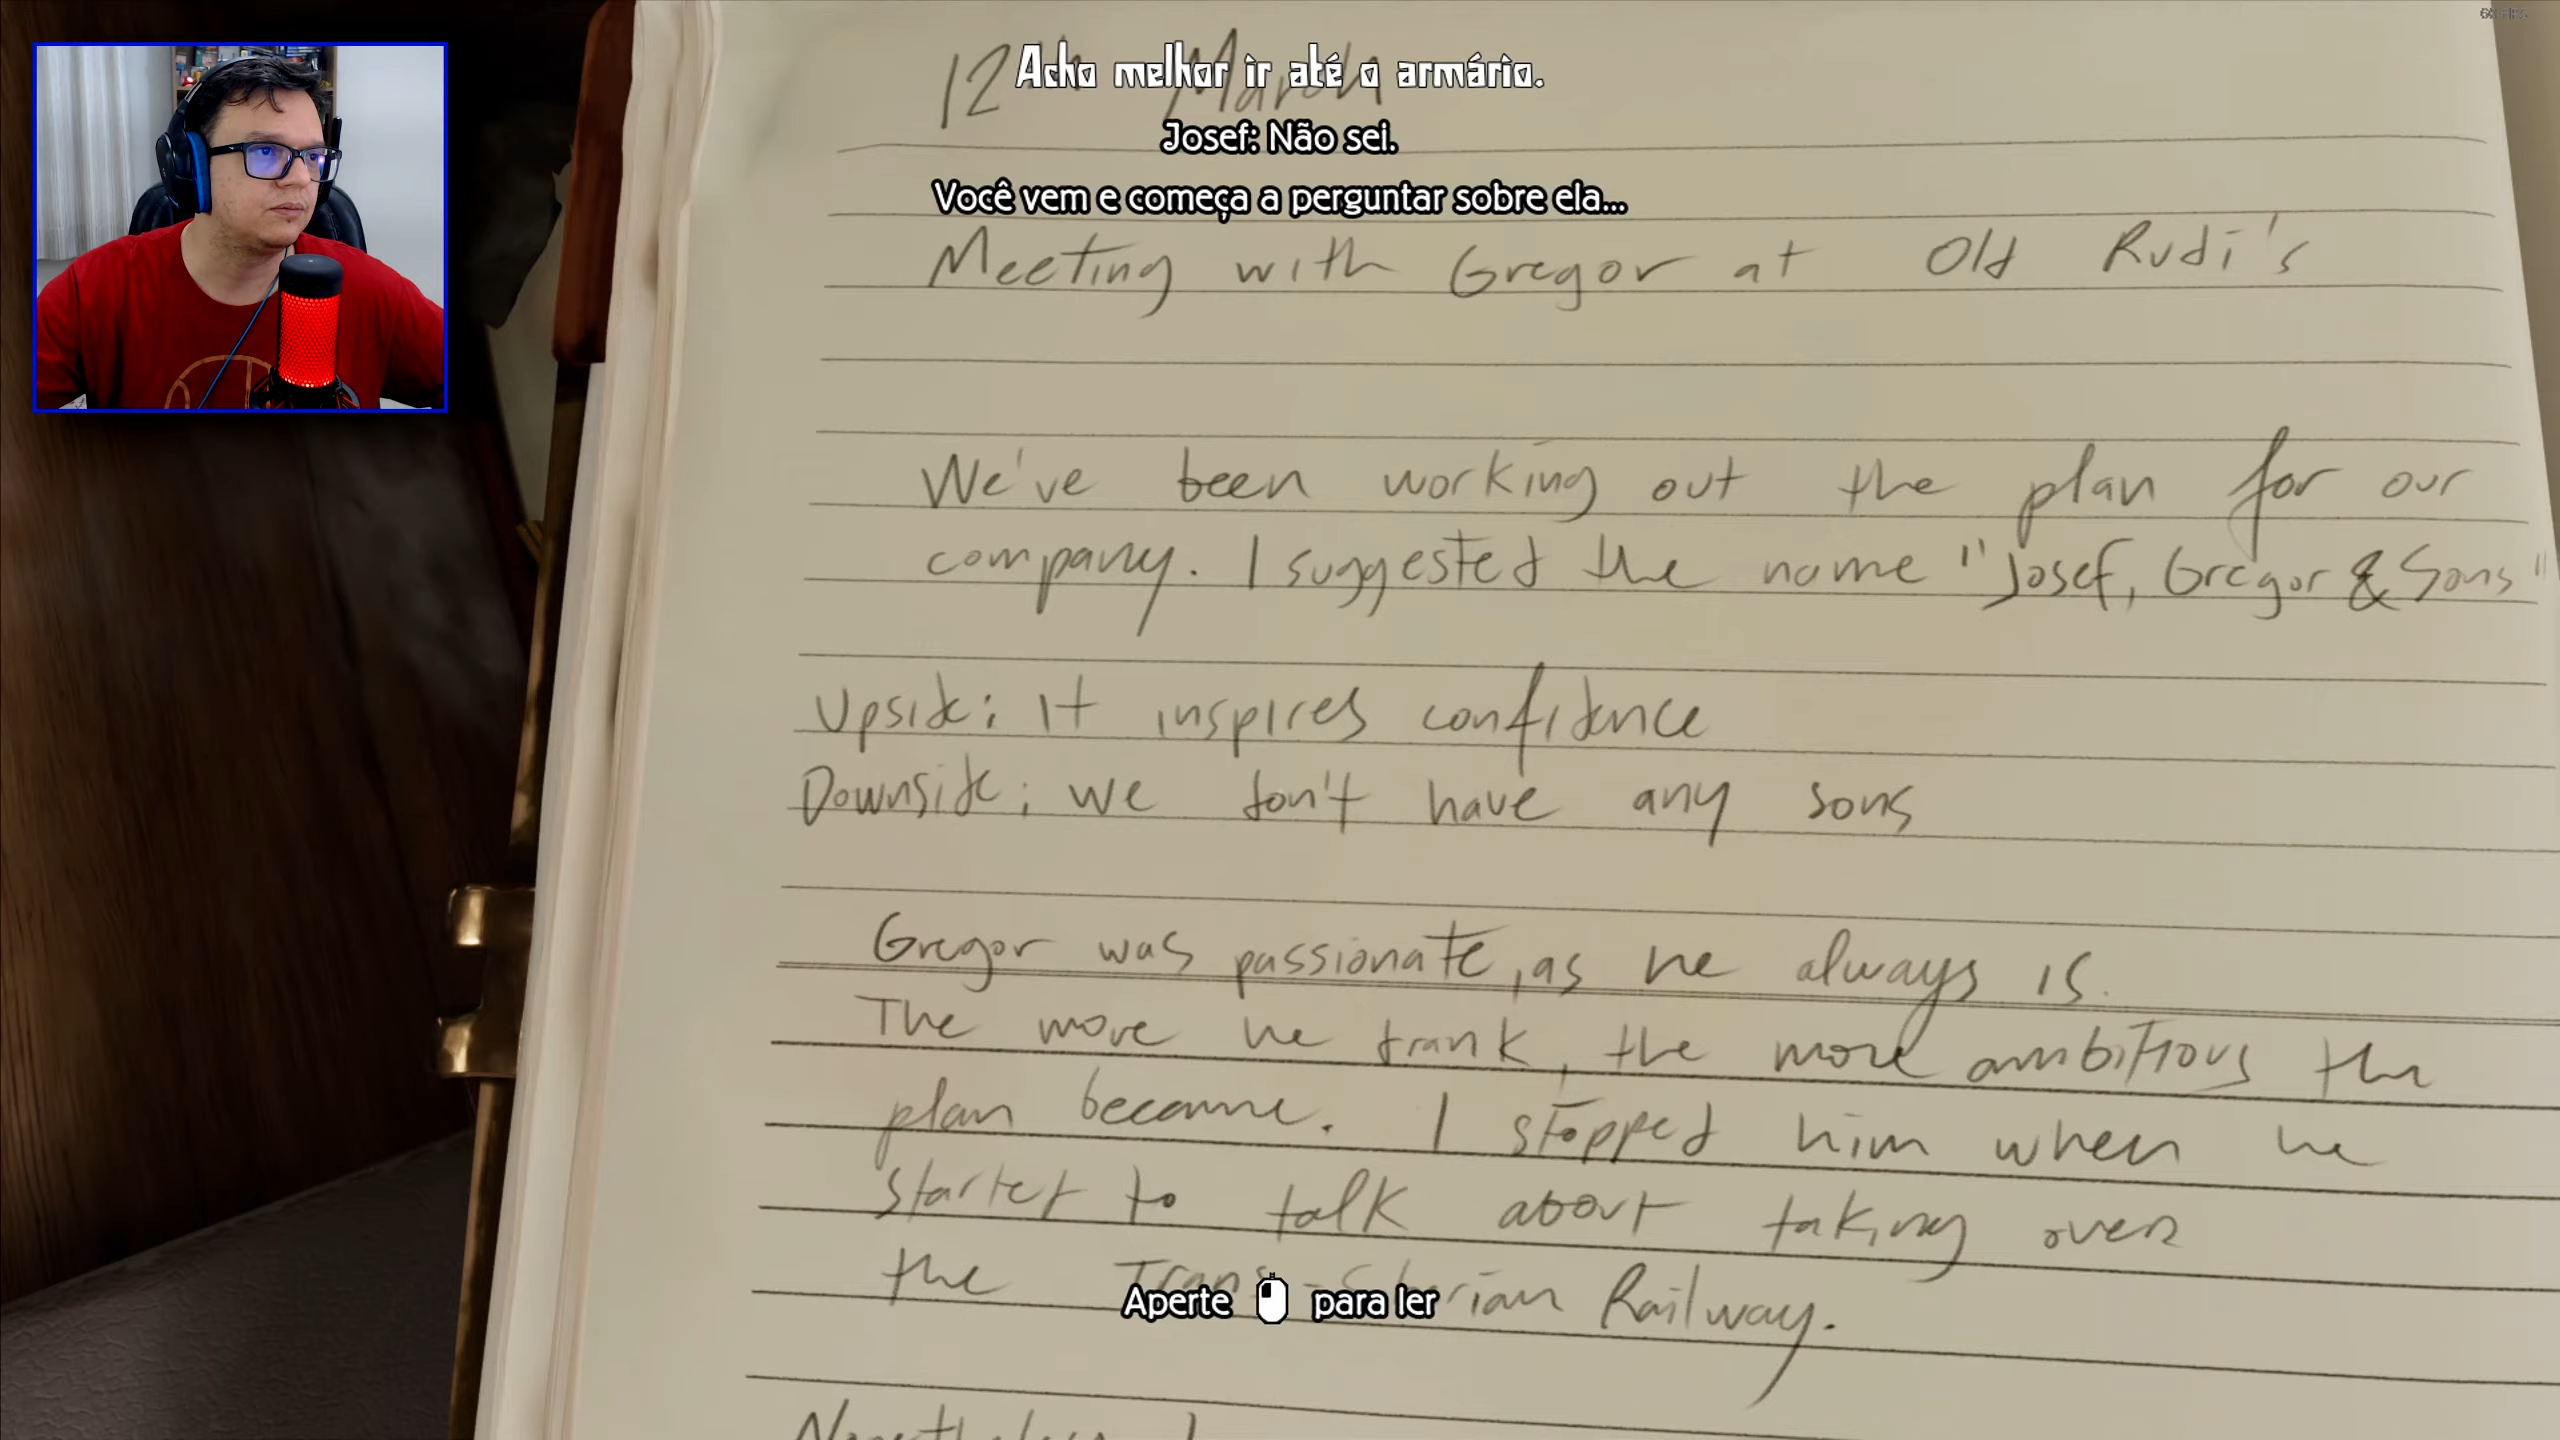 12th March
Acho melhor ir até o armário.
Josef: Não sei.
Você vem e começa a perguntar sobre ela...
Meeting with Gregor at Old Rudi's
We've been working out the plan for our
company. I suggested the name "Josef, Gregor & Sons"
Upside: it inspires confidence
Downside: we don't have any sons
Gregor was passionate, as he always is.
The more he drank, the more ambitious the
plan became. I stopped him when he
started to talk about taking over
the Trans-Siberian Railway.
Aperte para ler